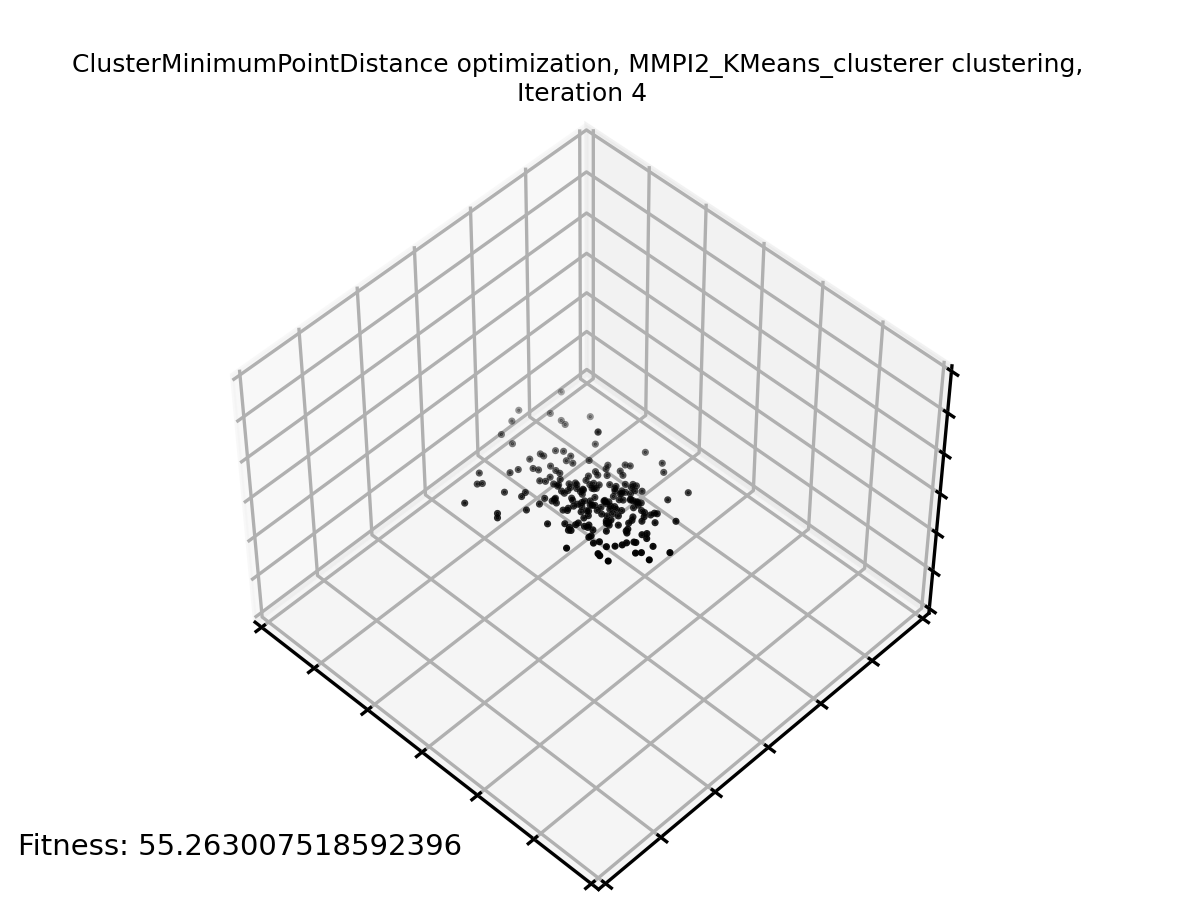 ClusterMinimumPointDistance optimization, MMPI2_KMeans_clusterer clustering,
Iteration 4
Fitness: 55.263007518592396